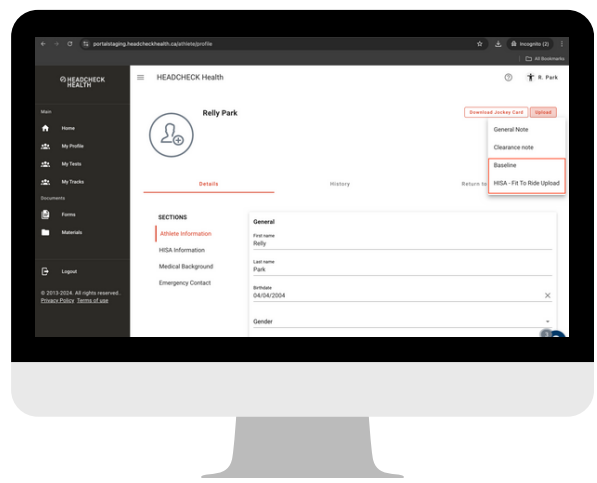 portalstaging.headcheckhealth.ca/athlete/profile
Incognito (2)
All Bookmarks
HEADCHECK
HEALTH
HEADCHECK Health
R. Park
Main
Home
My Profile
My Tests
My Tracks
Documents
Forms
Materials
Logout
© 2013-2024. All rights reserved.
Privacy Policy Terms of use
Relly Park
Download Jockey Card
Upload
General Note
Clearance note
Baseline
HISA - Fit To Ride Upload
Details
History
Return to
SECTIONS
Athlete Information
HISA Information
Medical Background
Emergency Contact
General
First name
Relly
Last name
Park
Birthdate
04/04/2004
Gender